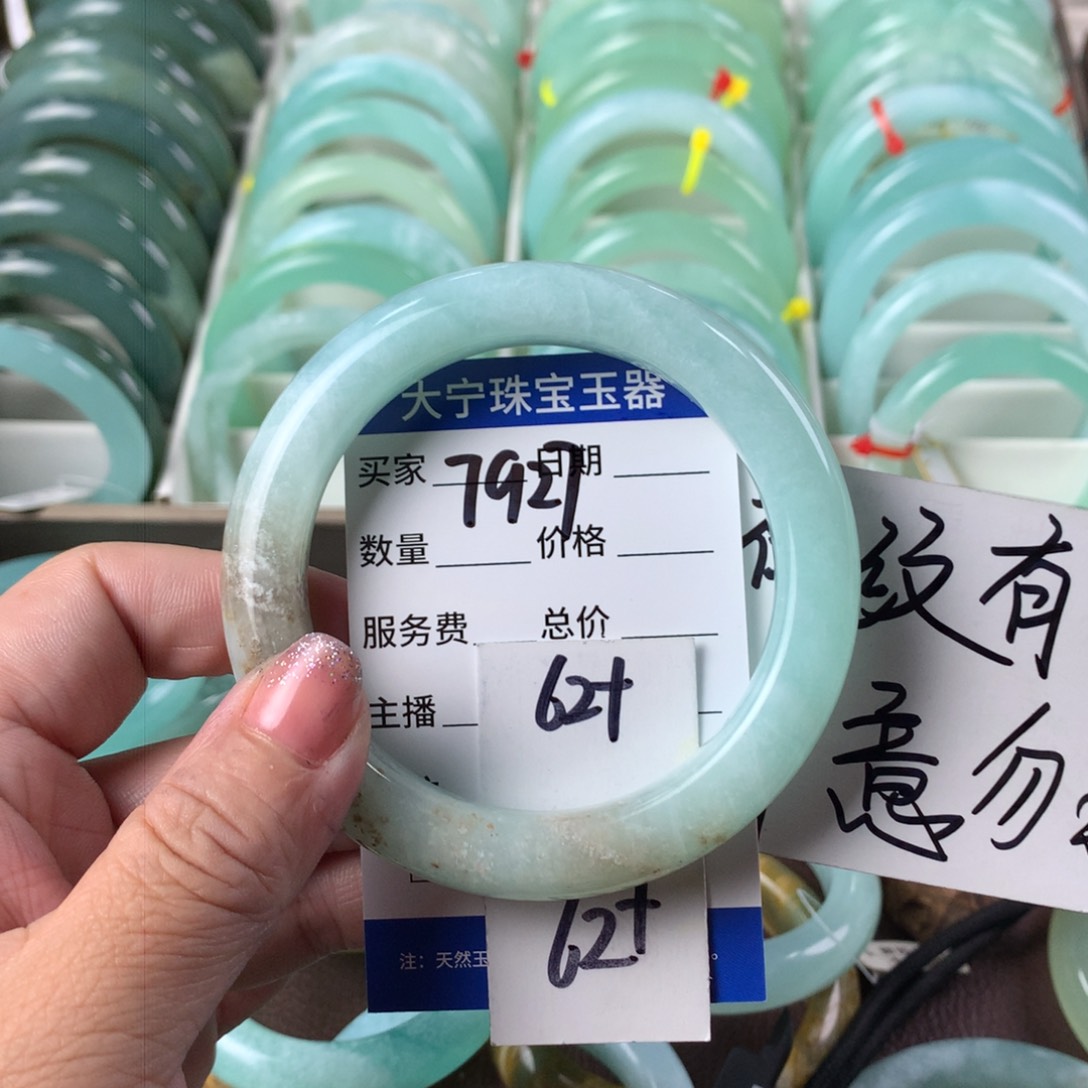 大宁珠宝玉器
买家 7927 日期
数量 价格
服务费 总价
62+
主播
62+
注：天然玉
纹有
意勿